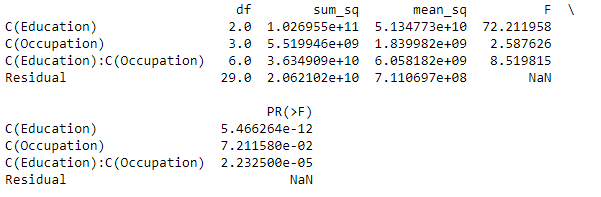 df sum_sq mean_sq F \
C(Education) 2.0 1.026955e+11 5.134773e+10 72.211958
C(Occupation) 3.0 5.519946e+09 1.839982e+09 2.587626
C(Education):C(Occupation) 6.0 3.634909e+10 6.058182e+09 8.519815
Residual 29.0 2.062102e+10 7.110697e+08 NaN
PR(>F)
C(Education) 5.466264e-12
C(Occupation) 7.211580e-02
C(Education):C(Occupation) 2.232500e-05
Residual NaN